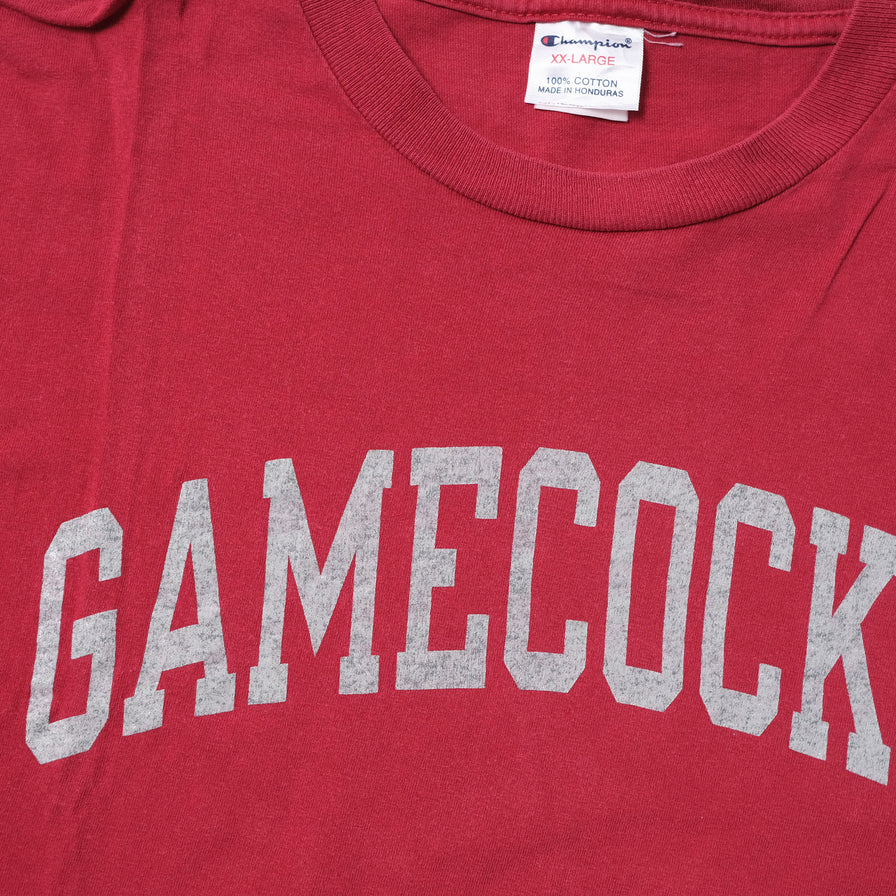 Champion®
XX-LARGE
100% COTTON
MADE IN HONDURAS
GAMECOCK